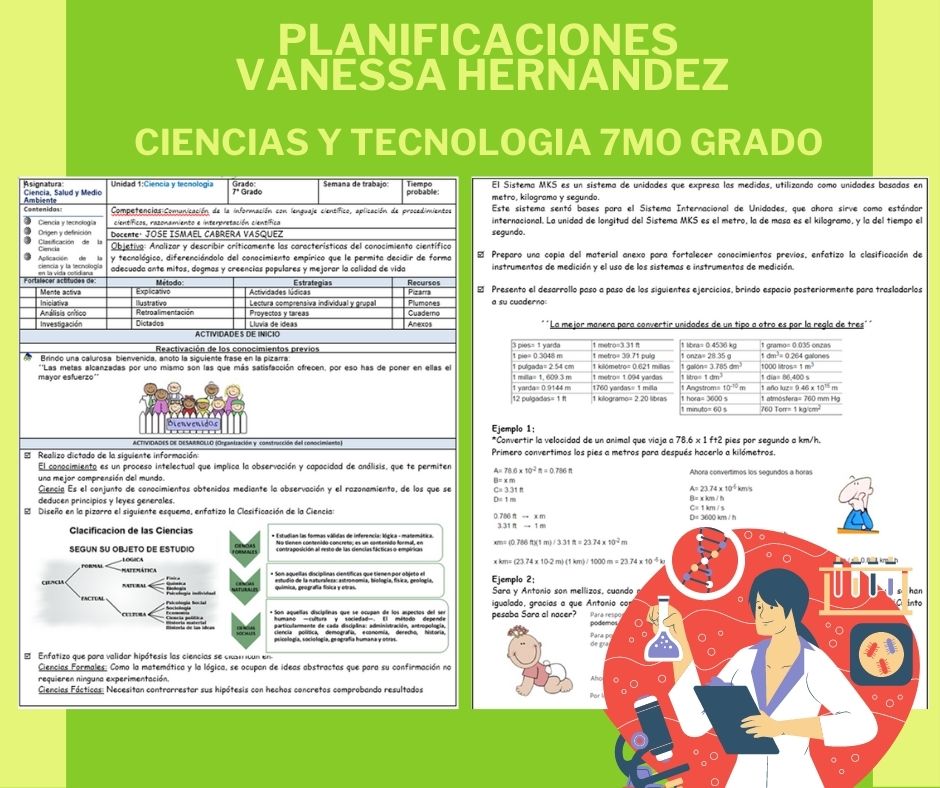 PLANIFICACIONES
VANESSA HERNANDEZ
CIENCIAS Y TECNOLOGIA 7MO GRADO
Asignatura:
Ciencia, Salud y Medio
Ambiente
Unidad 1:Ciencia y tecnología
Grado:
7° Grado
Semana de trabajo:
Tiempo
probable:
Contenidos:
Ciencia y tecnología
Origen y definición
Clasificación de la
Ciencia
Aplicación de la
ciencia y la tecnología
en la vida cotidiana
Competencias:Comunicación de la información con lenguaje científico, aplicación de procedimientos
científicos, razonamiento e interpretación científica
Docente: JOSE ISMAEL CABRERA VASQUEZ
Objetivo: Analizar y describir críticamente las características del conocimiento científico
y tecnológico, diferenciándolo del conocimiento empírico que le permita decidir de forma
adecuada ante mitos, dogmas y creencias populares y mejorar la calidad de vida
Fortalecer actitudes de:
Método:
Estrategias
Recursos
Mente activa
Explicativo
Actividades lúdicas
Pizarra
Iniciativa
Ilustrativo
Lectura comprensiva individual y grupal
Plumones
Análisis crítico
Retroalimentación
Proyectos y tareas
Cuaderno
Investigación
Dictados
Lluvia de ideas
Anexos
ACTIVIDADES DE INICIO
Reactivación de los conocimientos previos
Brindo una calurosa bienvenida, anoto la siguiente frase en la pizarra:
´´Las metas alcanzadas por uno mismo son las que más satisfacción ofrecen, por eso has de poner en ellas el
mayor esfuerzo´´
Bienvenidos
ACTIVIDADES DE DESARROLLO (Organización y construcción del conocimiento)
Realizo dictado de la siguiente información:
El conocimiento es un proceso intelectual que implica la observación y capacidad de análisis, que te permiten
una mejor comprensión del mundo.
Ciencia Es el conjunto de conocimientos obtenidos mediante la observación y el razonamiento, de los que se
deducen principios y leyes generales.
Diseño en la pizarra el siguiente esquema, enfatizo la Clasificación de la Ciencia:
Clacificacion de las Ciencias
SEGUN SU OBJETO DE ESTUDIO
CIENCIA
FORMAL
LOGICA
MATEMÁTICA
FACTUAL
NATURAL
Física
Química
Biología
Psicología individual
CULTURA
Psicología Social
Sociología
Economía
Ciencia política
Historia material
Historia de las ideas
CIENCIAS
FORMALES
• Estudian las formas válidas de inferencia: lógica - matemática.
No tienen contenido concreto; es un contenido formal, en
contraposición al resto de las ciencias fácticas o empíricas
CIENCIAS
NATURALES
• Son aquellas disciplinas científicas que tienen por objeto el
estudio de la naturaleza: astronomía, biología, física, geología,
química, geografía física y otras.
CIENCIAS
SOCIALES
• Son aquellas disciplinas que se ocupan de los aspectos del ser
humano —cultura y sociedad—. El método depende
particularmente de cada disciplina: administración, antropología,
ciencia política, demografía, economía, derecho, historia,
psicología, sociología, geografía humana y otras.
Enfatizo que para validar hipótesis las ciencias se clasifican en:
Ciencias Formales: Como la matemática y la lógica, se ocupan de ideas abstractas que para su confirmación no
requieren ninguna experimentación.
Ciencias Fácticas: Necesitan contrarrestar sus hipótesis con hechos concretos comprobando resultados
El Sistema MKS es un sistema de unidades que expresa las medidas, utilizando como unidades basadas en
metro, kilogramo y segundo.
Este sistema sentó bases para el Sistema Internacional de Unidades, que ahora sirve como estándar
internacional. La unidad de longitud del Sistema MKS es el metro, la de masa es el kilogramo, y la del tiempo el
segundo.
Preparo una copia del material anexo para fortalecer conocimientos previos, enfatizo la clasificación de
instrumentos de medición y el uso de los sistemas e instrumentos de medición.
Presento el desarrollo paso a paso de los siguientes ejercicios, brindo espacio posteriormente para trasladarlos
a su cuaderno:
´´La mejor manera para convertir unidades de un tipo a otro es por la regla de tres´´
3 pies= 1 yarda
1 metro=3.31 ft
1 libra= 0.4536 kg
1 gramo= 0.035 onzas
1 pie= 0.3048 m
1 metro= 39.71 pulg
1 onza= 28.35 g
1 dm³= 0.264 galones
1 pulgada= 2.54 cm
1 kilómetro= 0.621 millas
1 galón= 3.785 dm³
1000 litros= 1 m³
1 milla= 1, 609.3 m
1 metro= 1.094 yardas
1 litro= 1 dm³
1 día= 86,400 s
1 yarda= 0.9144 m
1760 yardas= 1 milla
1 Angstrom= 10⁻¹⁰ m
1 año luz= 9.46 x 10¹⁵ m
12 pulgadas= 1 ft
1 kilogramo= 2.20 libras
1 hora= 3600 s
1 atmósfera= 760 mm Hg
1 minuto= 60 s
760 Torr= 1 kg/cm²
Ejemplo 1:
*Convertir la velocidad de un animal que viaja a 78.6 x 1 ft2 pies por segundo a km/h.
Primero convertimos los pies a metros para después hacerlo a kilómetros.
A= 78.6 x 10⁻² ft = 0.786 ft
B= x m
C= 3.31 ft
D= 1 m
0.786 ft → x m
3.31 ft → 1 m
xm= (0.786 ft)(1 m) / 3.31 ft = 23.74 x 10⁻² m
x km= (23.74 x 10-2 m) (1 km) / 1000 m = 23.74 x 10⁻⁵ k
Ahora convertimos los segundos a horas
A= 23.74 x 10⁻⁵ km/s
B= x km / h
C= 1 km / s
D= 3600 km / h
Ejemplo 2:
Sara y Antonio son mellizos, cuando
igualado, gracias a que Antonio
pesaba Sara al nacer?
Para
podemos
Para
de